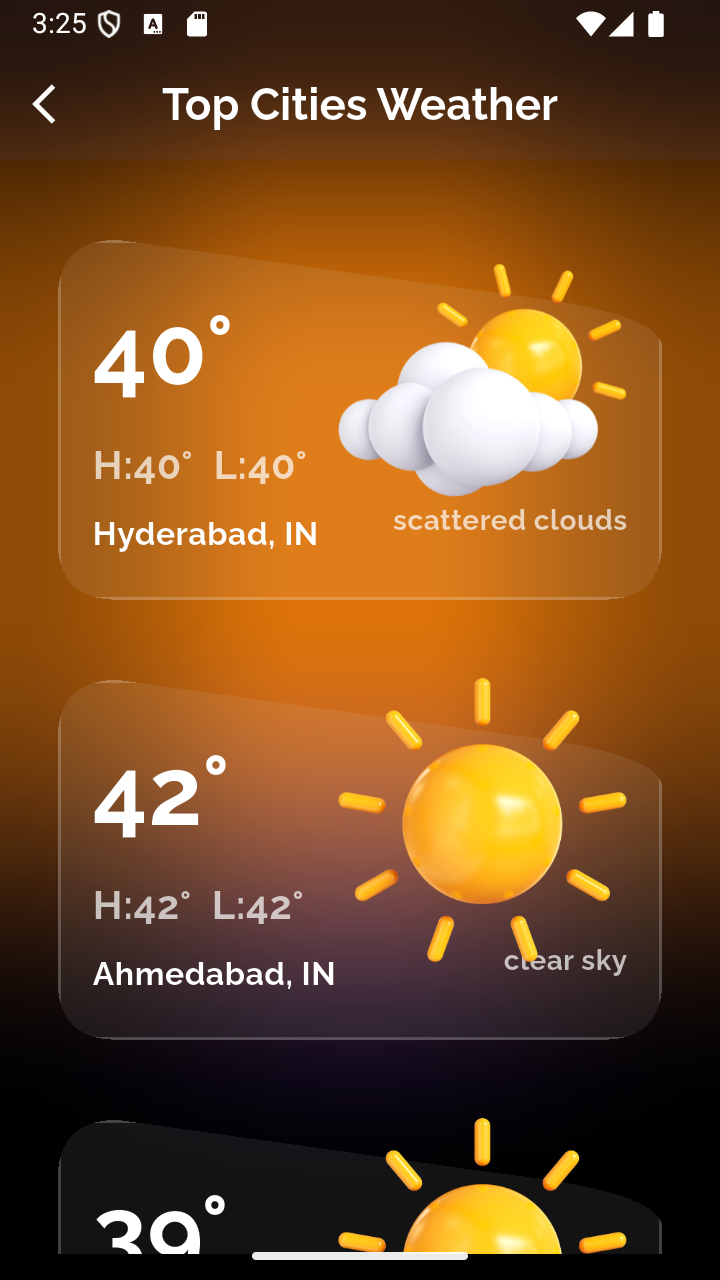 3:25
Top Cities Weather
40°
H:40° L:40°
Hyderabad, IN
scattered clouds
42°
H:42° L:42°
Ahmedabad, IN
clear sky
39°